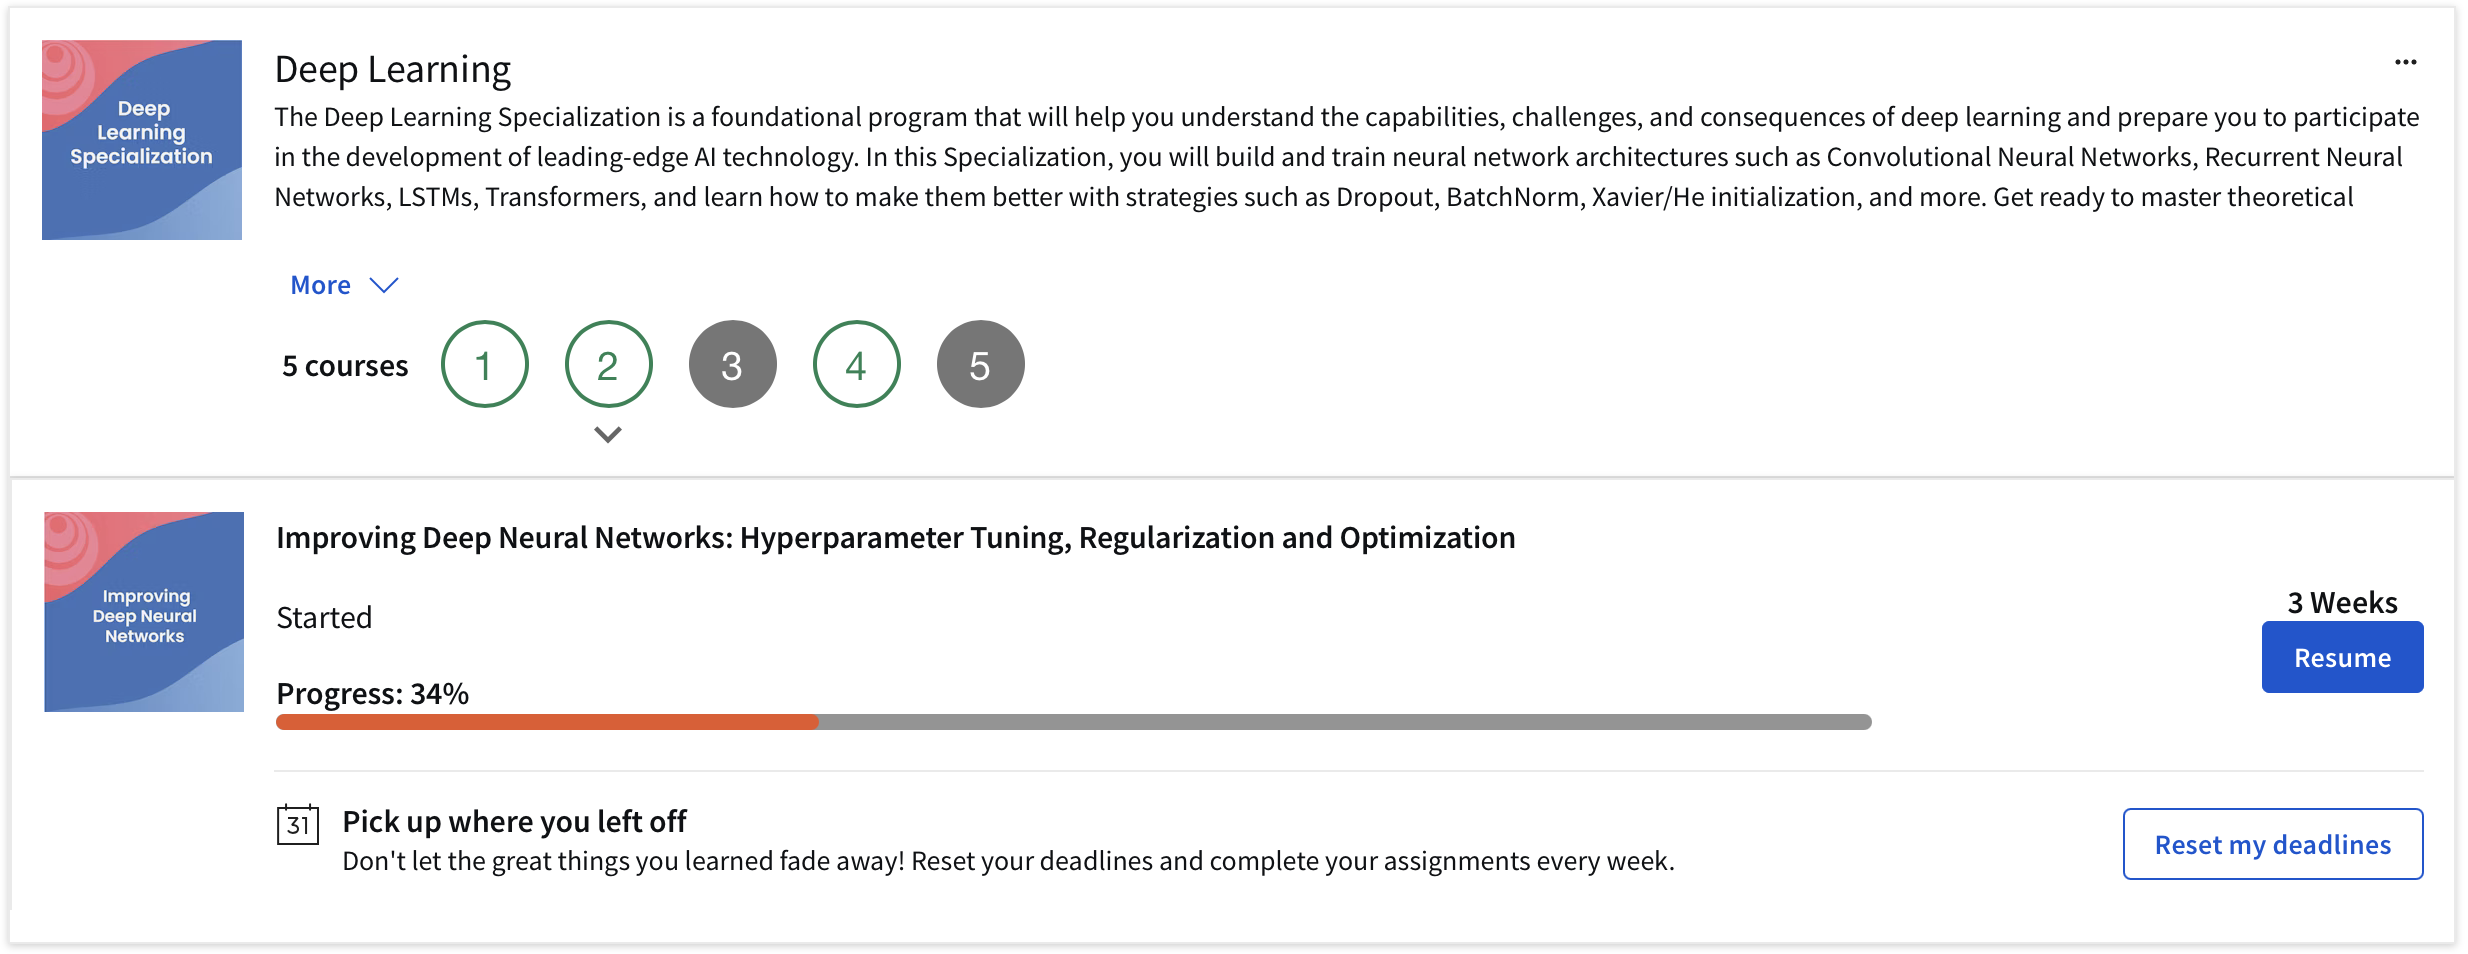 Deep
Learning
Specialization
Deep Learning
...
The Deep Learning Specialization is a foundational program that will help you understand the capabilities, challenges, and consequences of deep learning and prepare you to participate
in the development of leading-edge AI technology. In this Specialization, you will build and train neural network architectures such as Convolutional Neural Networks, Recurrent Neural
Networks, LSTMs, Transformers, and learn how to make them better with strategies such as Dropout, BatchNorm, Xavier/He initialization, and more. Get ready to master theoretical
More
5 courses 1 2 3 4 5
Improving
Deep Neural
Networks
Improving Deep Neural Networks: Hyperparameter Tuning, Regularization and Optimization
Started
3 Weeks
Resume
Progress: 34%
31
Pick up where you left off
Don't let the great things you learned fade away! Reset your deadlines and complete your assignments every week.
Reset my deadlines